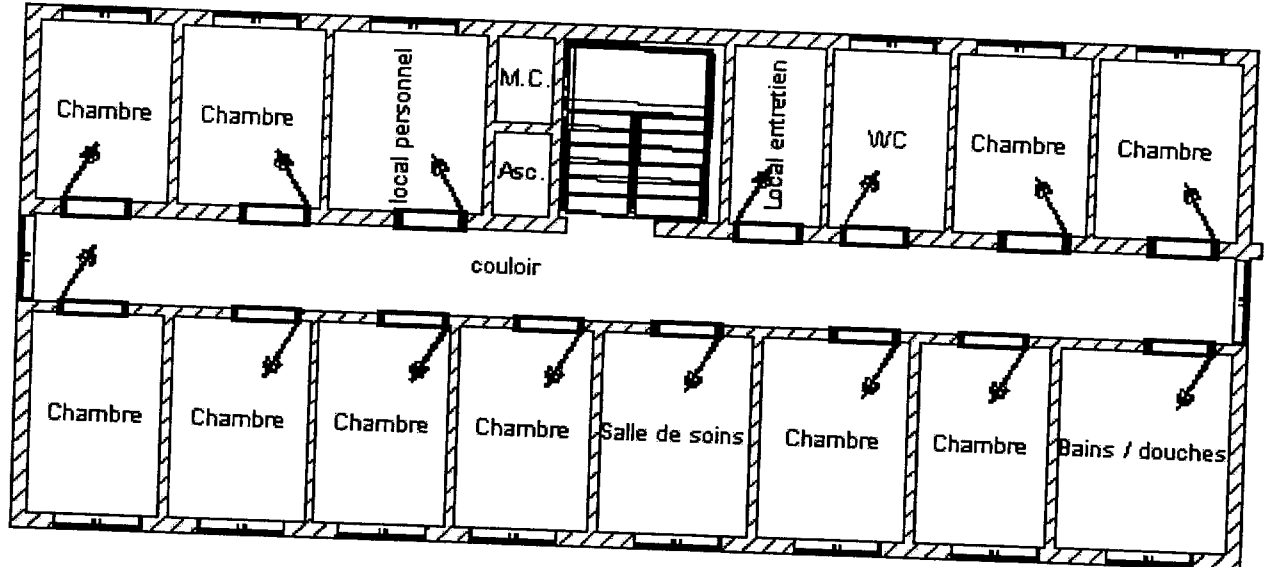 Chambre
Chambre
local personnel
M.C.
Asc.
Local entretien
WC
Chambre
Chambre
couloir
Chambre
Chambre
Chambre
Chambre
Salle de soins
Chambre
Chambre
Bains / douches